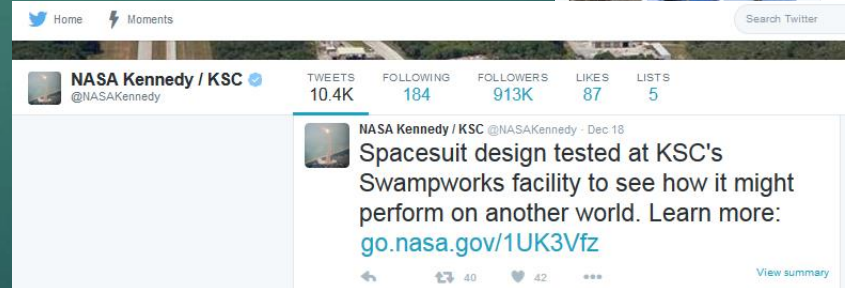 Home Moments Search Twitter
NASA Kennedy / KSC
@NASAKennedy
TWEETS FOLLOWING FOLLOWERS LIKES LISTS
10.4K 184 913K 87 5
NASA Kennedy / KSC @NASAKennedy · Dec 18
Spacesuit design tested at KSC's
Swampworks facility to see how it might
perform on another world. Learn more:
go.nasa.gov/1UK3Vfz
40 42 View summary